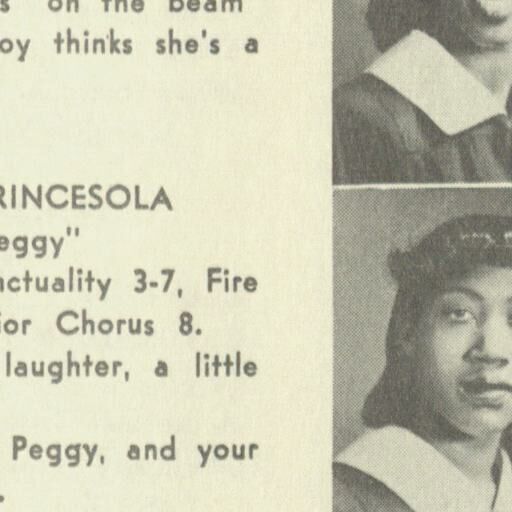 on the beam
thinks she's a
RINCESOLA
eggy"
nctuality 3-7, Fire
ior Chorus 8.
laughter, a little
Peggy, and your